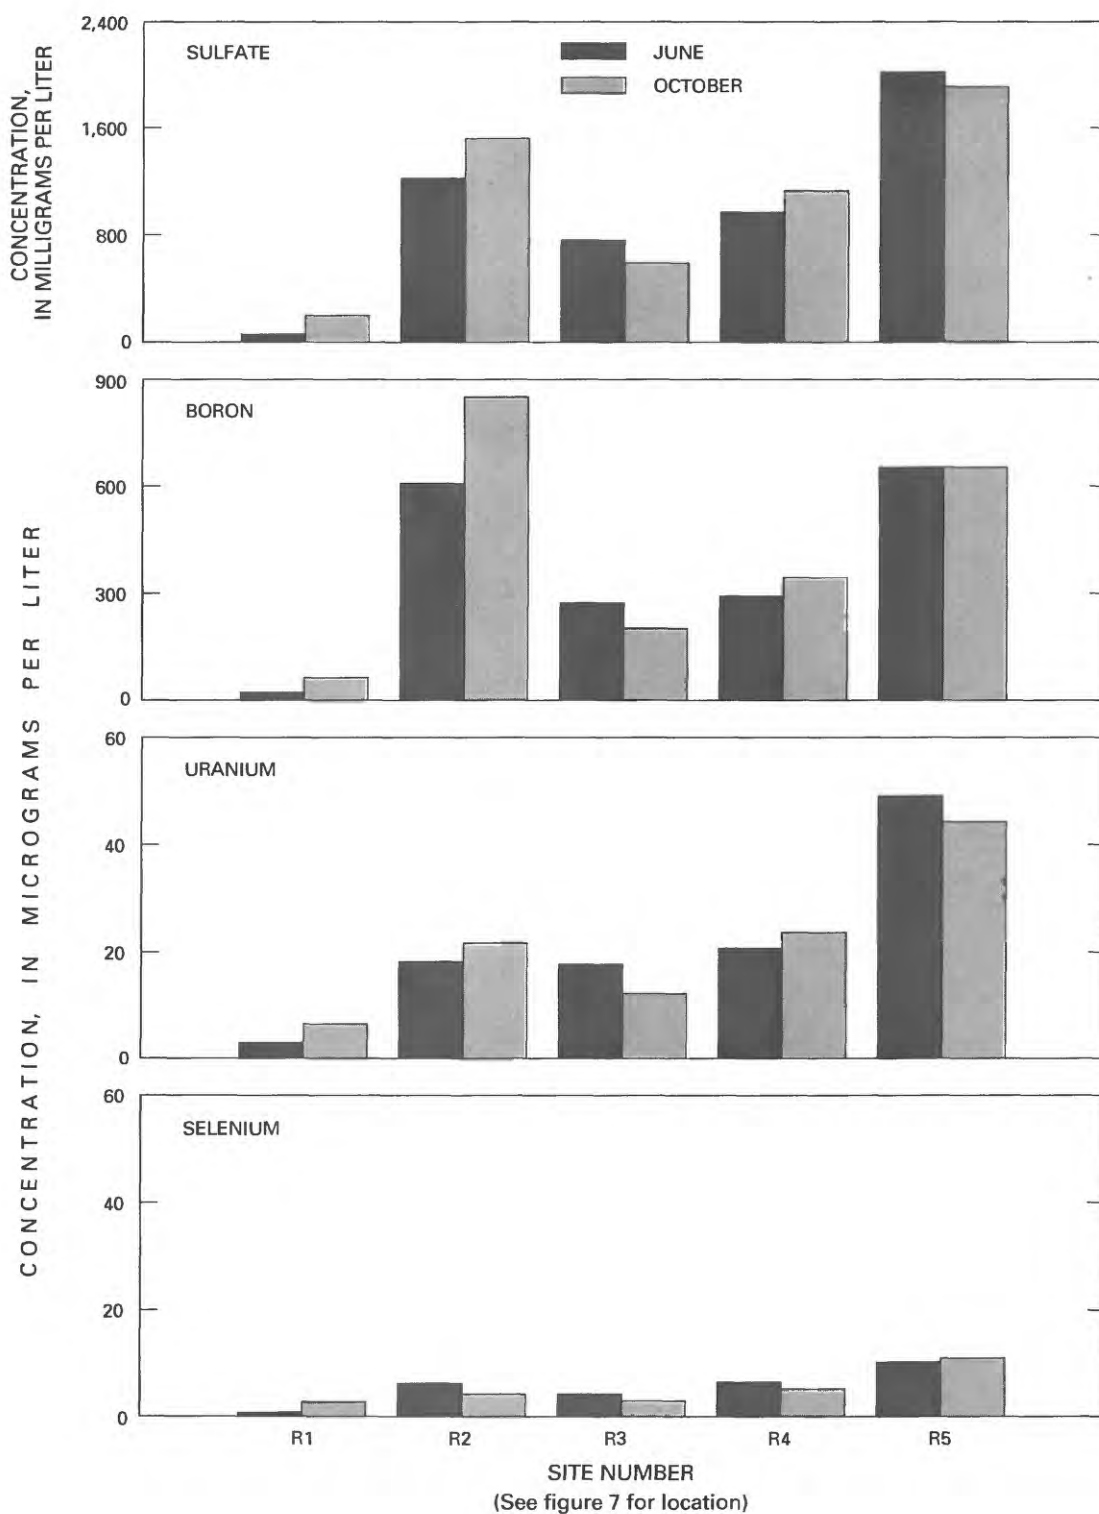 CONCENTRATION,
IN MILLIGRAMS PER LITER
2,400
1,600
800
0
SULFATE
JUNE
OCTOBER
CONCENTRATION, IN MICROGRAMS PER LITER
900
600
300
0
BORON
60
40
20
0
URANIUM
60
40
20
0
SELENIUM
R1 R2 R3 R4 R5
SITE NUMBER
(See figure 7 for location)